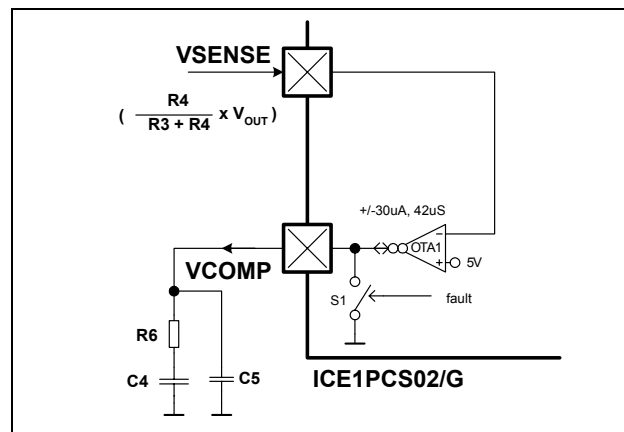 VSENSE
( R4
R3 + R4 x VOUT )
+/-30uA, 42uS
OTA1
−
+
5V
VCOMP
S1
fault
R6
C4
C5
ICE1PCS02/G